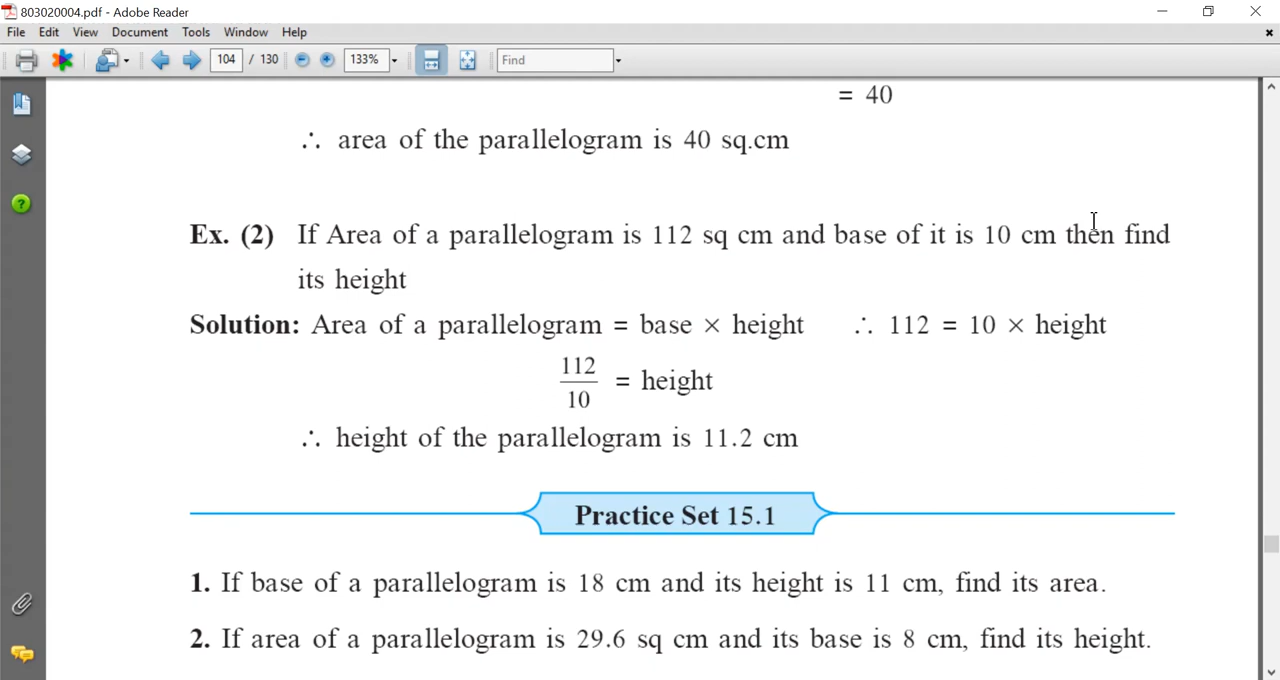 803020004.pdf - Adobe Reader
File Edit View Document Tools Window Help
104 / 130 133% Find
= 40
∴ area of the parallelogram is 40 sq.cm
Ex. (2) If Area of a parallelogram is 112 sq cm and base of it is 10 cm then find
its height
Solution: Area of a parallelogram = base × height ∴ 112 = 10 × height
112
10
= height
∴ height of the parallelogram is 11.2 cm
Practice Set 15.1
1. If base of a parallelogram is 18 cm and its height is 11 cm, find its area.
2. If area of a parallelogram is 29.6 sq cm and its base is 8 cm, find its height.